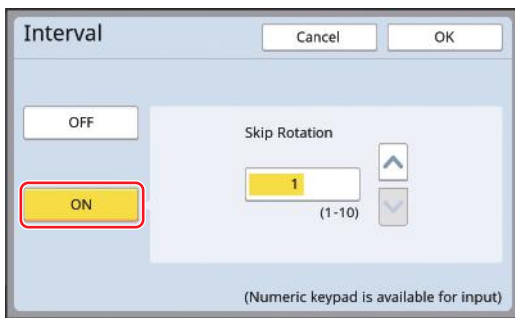 Interval
Cancel
OK
OFF
Skip Rotation
1
ON
(1-10)
(Numeric keypad is available for input)